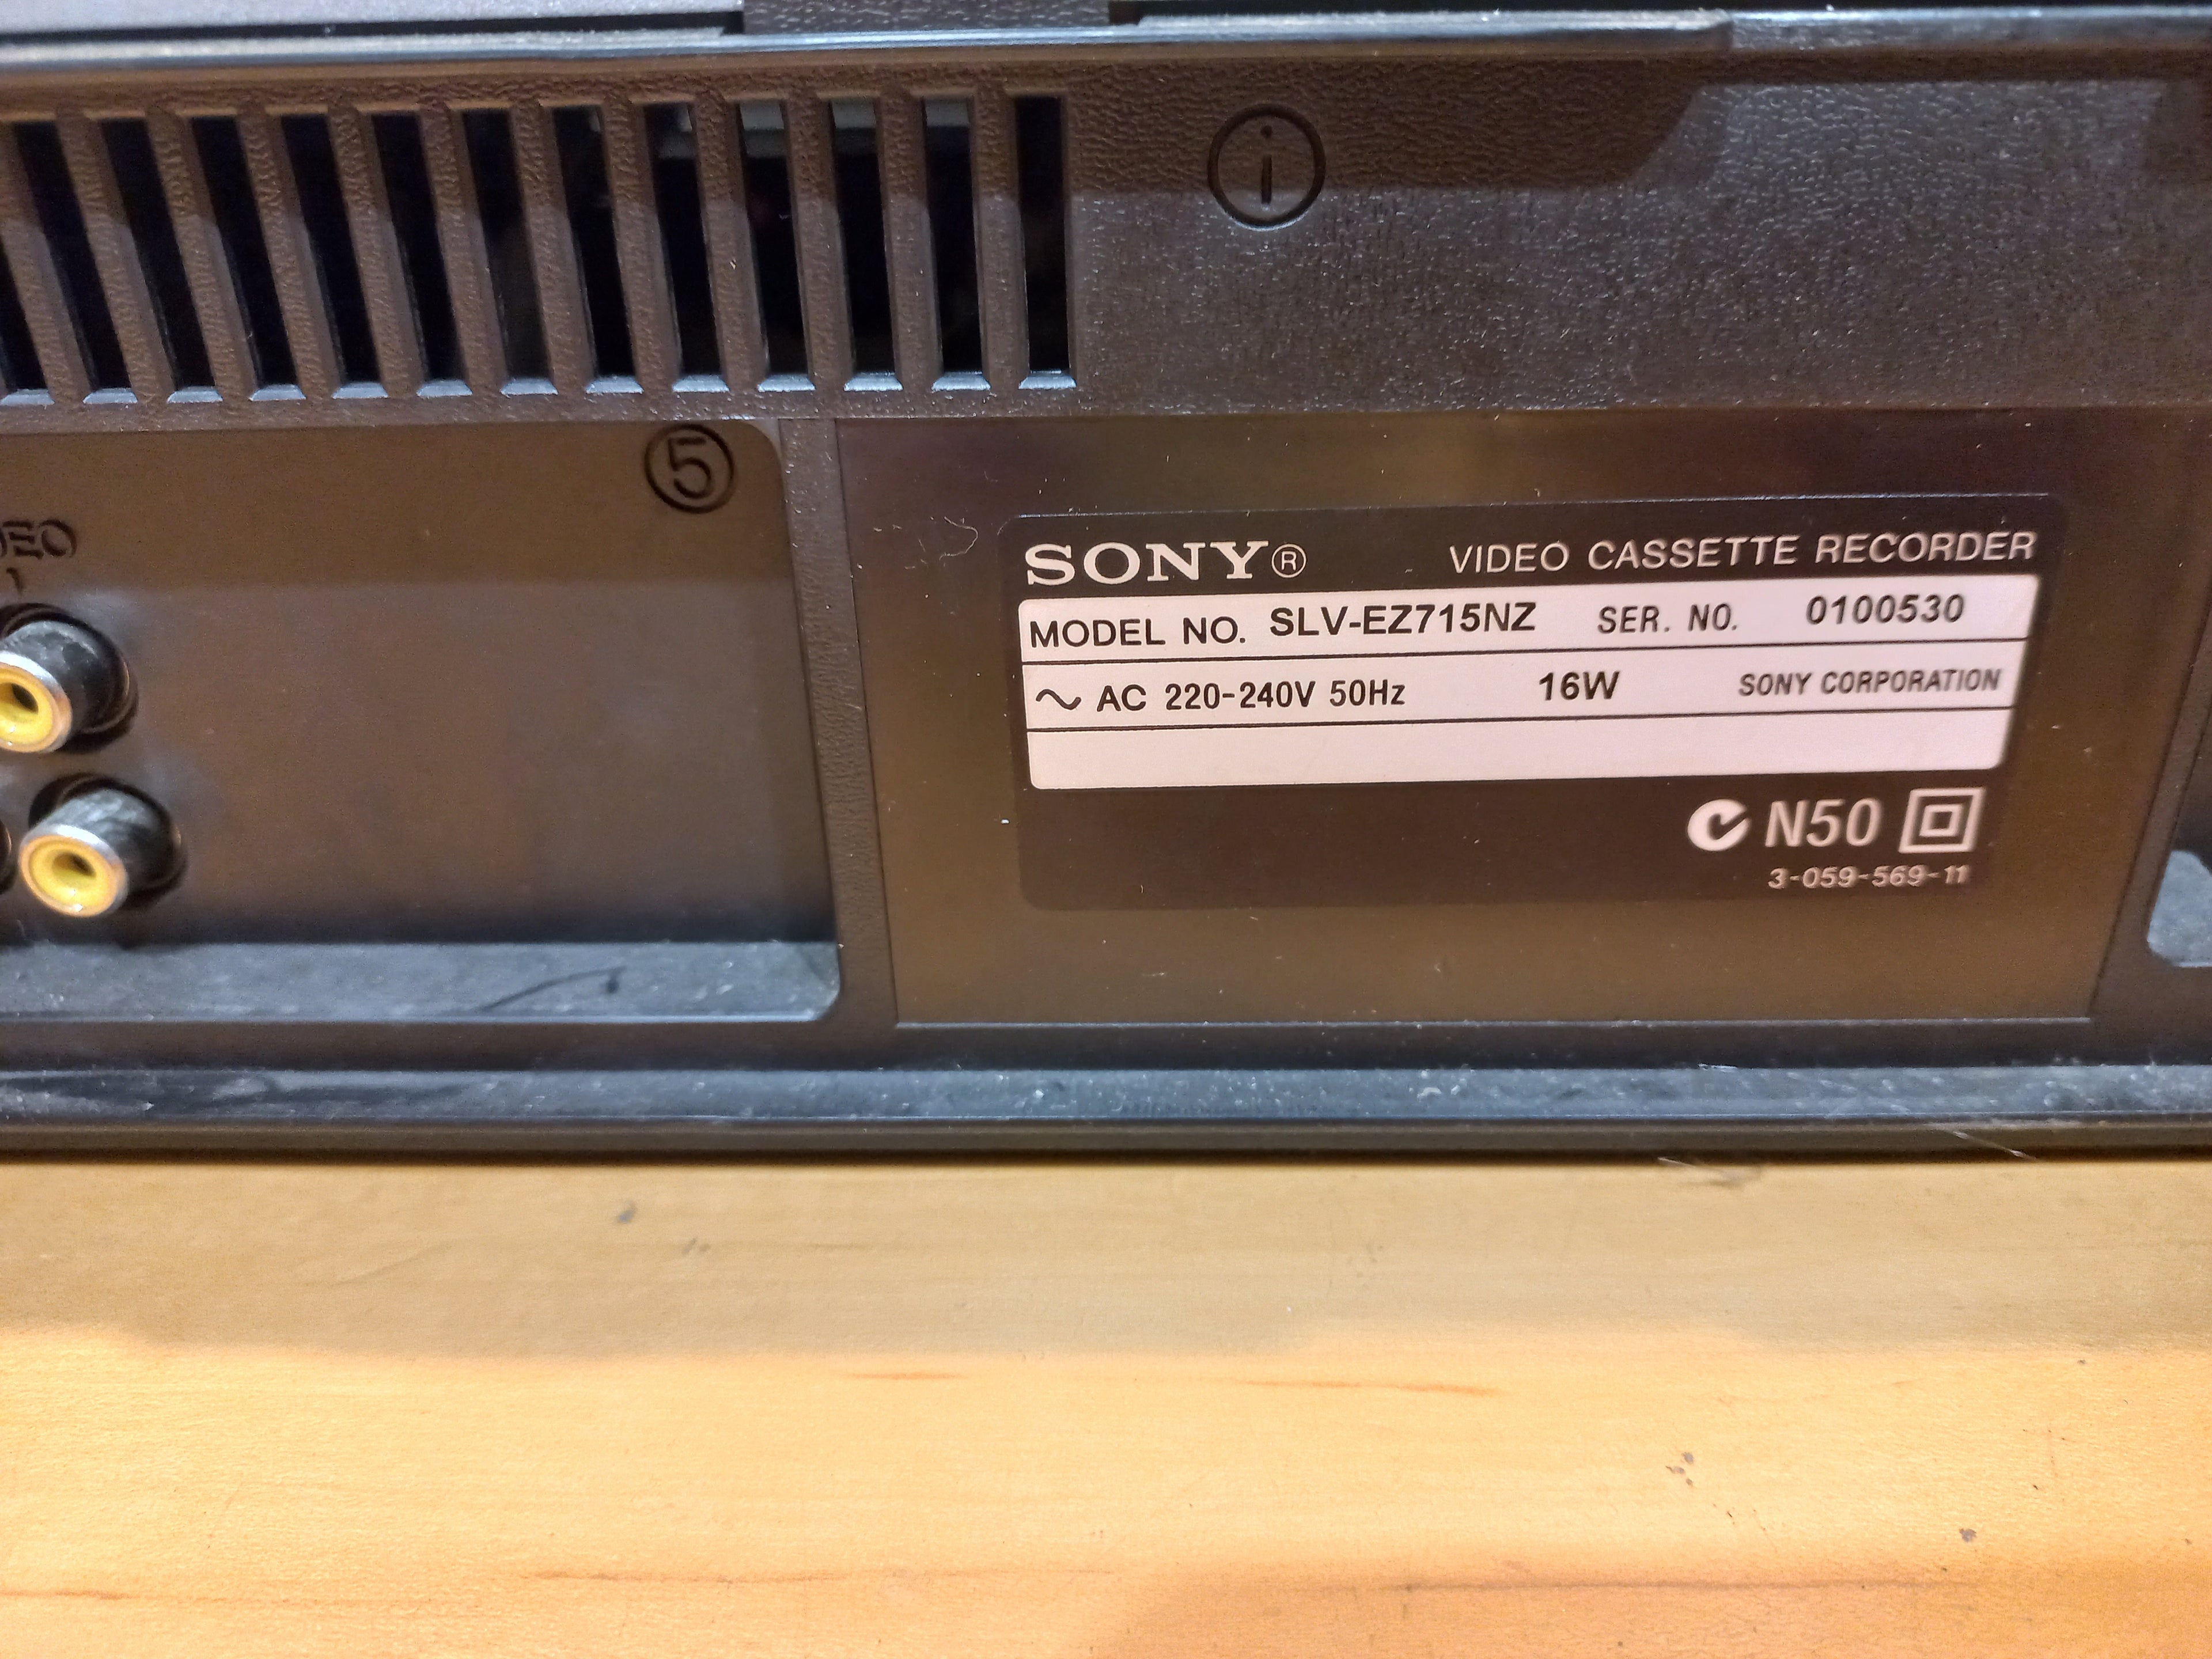 i
5
SONY® VIDEO CASSETTE RECORDER
MODEL NO. SLV-EZ715NZ SER. NO. 0100530
~ AC 220-240V 50Hz 16W SONY CORPORATION
N50
3-059-569-11